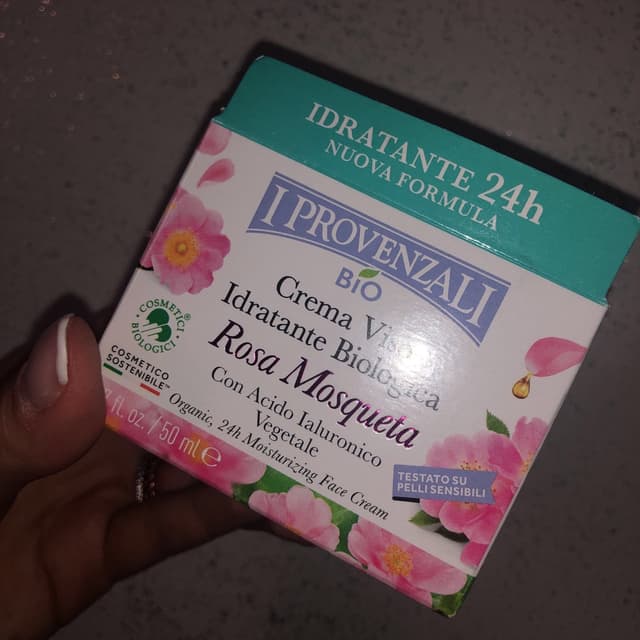 IDRATANTE 24h
NUOVA FORMULA
I PROVENZALI
BiO
Crema Viso
Idratante Biologica
Rosa Mosqueta
Con Acido Ialuronico
Vegetale
Organic, 24h Moisturizing Face Cream
COSMETICI
BIOLOGICI
COSMETICO
SOSTENIBILE™
fl. oz. / 50 ml ℮
TESTATO SU
PELLI SENSIBILI